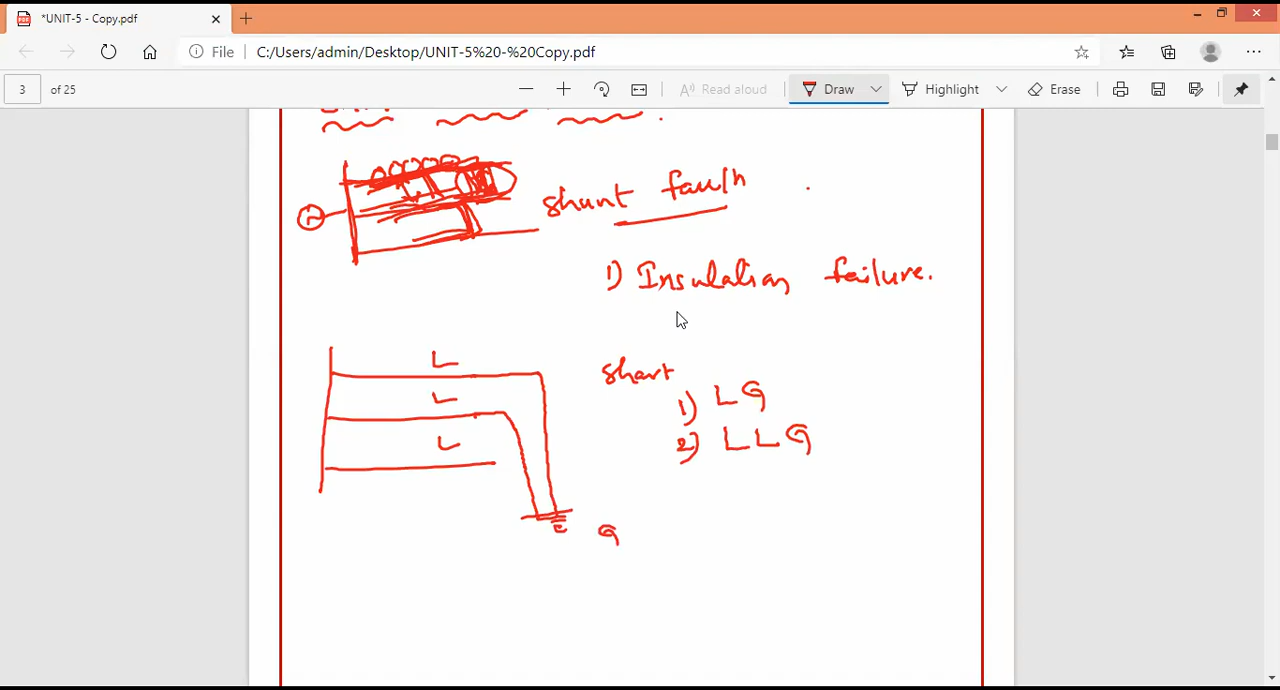 *UNIT-5 - Copy.pdf
File C:/Users/admin/Desktop/UNIT-5%20-%20Copy.pdf
3 of 25 Read aloud Draw Highlight Erase
shunt fault
1) Insulation failure.
L
L
L
short
1) LG
2) LLG
G